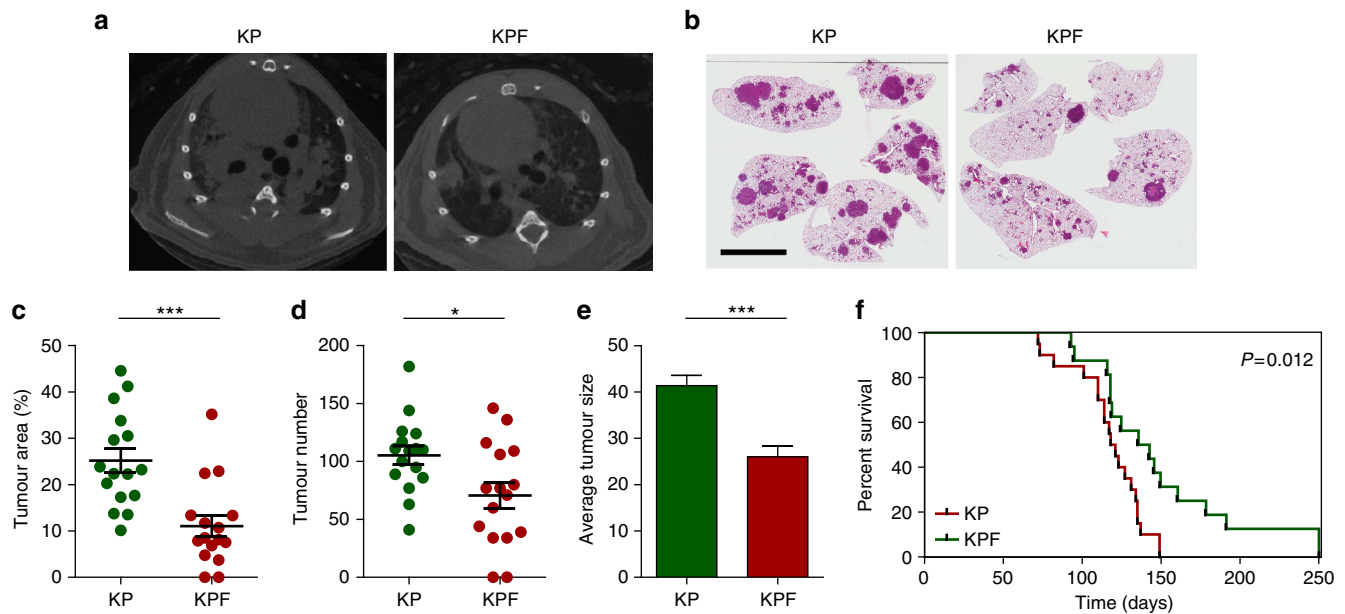 a
KP
KPF
b
KP
KPF
c
***
50
40
30
20
10
0
Tumour area (%)
KP
KPF
d
*
200
150
100
50
0
Tumour number
KP
KPF
e
***
50
40
30
20
10
0
Average tumour size
KP
KPF
f
100
80
60
40
20
0
Percent survival
P=0.012
KP
KPF
0
50
100
150
200
250
Time (days)